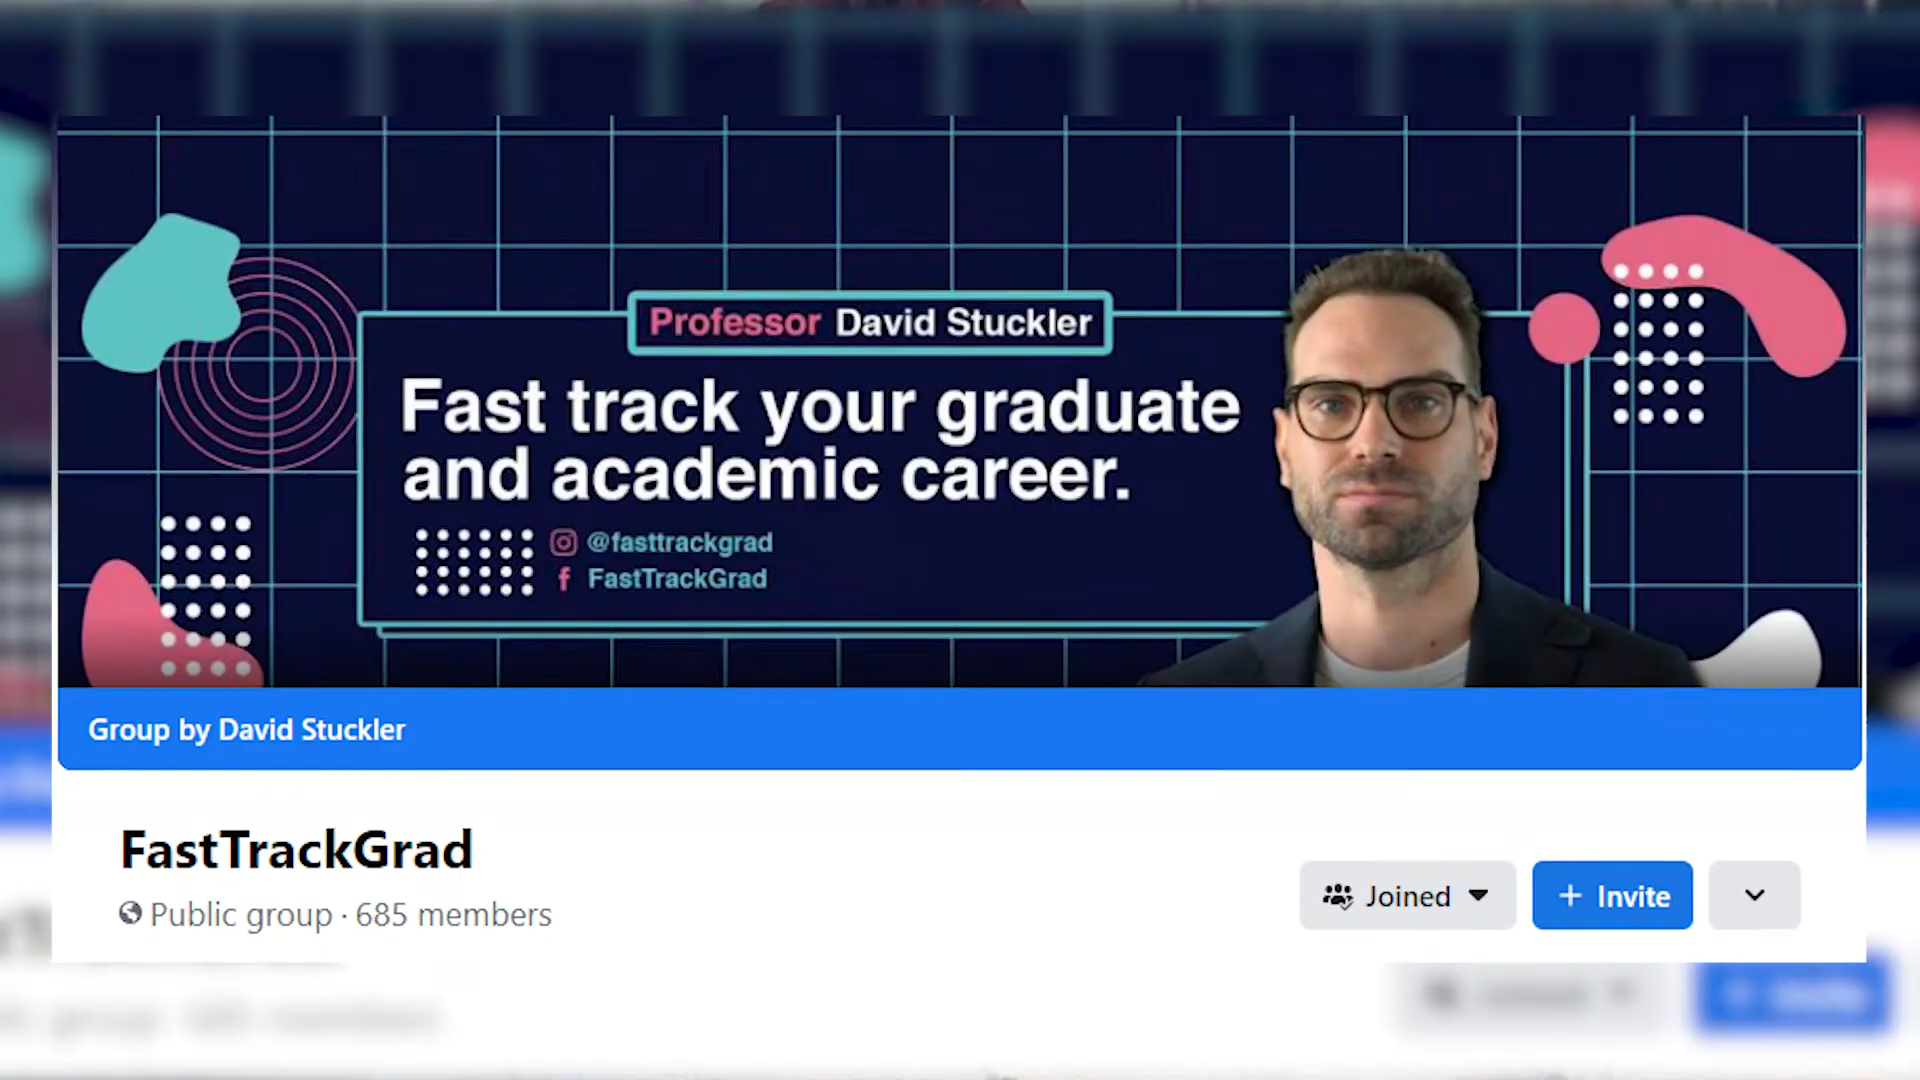 Professor David Stuckler
Fast track your graduate
and academic career.
@fasttrackgrad
FastTrackGrad
Group by David Stuckler
FastTrackGrad
Public group · 685 members
Joined
+ Invite